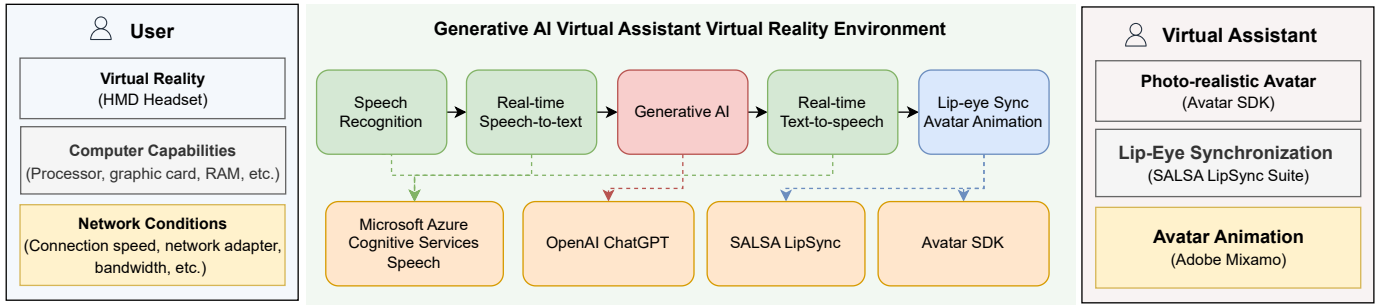 User
Virtual Reality
(HMD Headset)
Computer Capabilities
(Processor, graphic card, RAM, etc.)
Network Conditions
(Connection speed, network adapter,
bandwidth, etc.)
Generative AI Virtual Assistant Virtual Reality Environment
Speech
Recognition
Real-time
Speech-to-text
Generative AI
Real-time
Text-to-speech
Lip-eye Sync
Avatar Animation
Microsoft Azure
Cognitive Services
Speech
OpenAI ChatGPT
SALSA LipSync
Avatar SDK
Virtual Assistant
Photo-realistic Avatar
(Avatar SDK)
Lip-Eye Synchronization
(SALSA LipSync Suite)
Avatar Animation
(Adobe Mixamo)